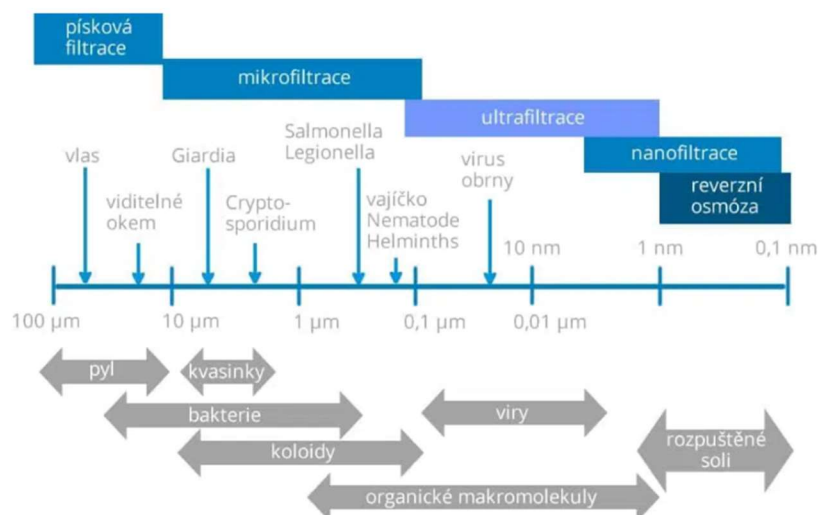 písková
filtrace
mikrofiltrace
ultrafiltrace
nanofiltrace
reverzní
osmóza
vlas
viditelné
okem
Giardia
Crypto-
sporidium
Salmonella
Legionella
vajíčko
Nematode
Helminths
virus
obrny
10 nm
1 nm
0,1 nm
100 µm
10 µm
1 µm
0,1 µm
0,01 µm
pyl
kvasinky
bakterie
viry
koloidy
rozpuštěné
soli
organické makromolekuly